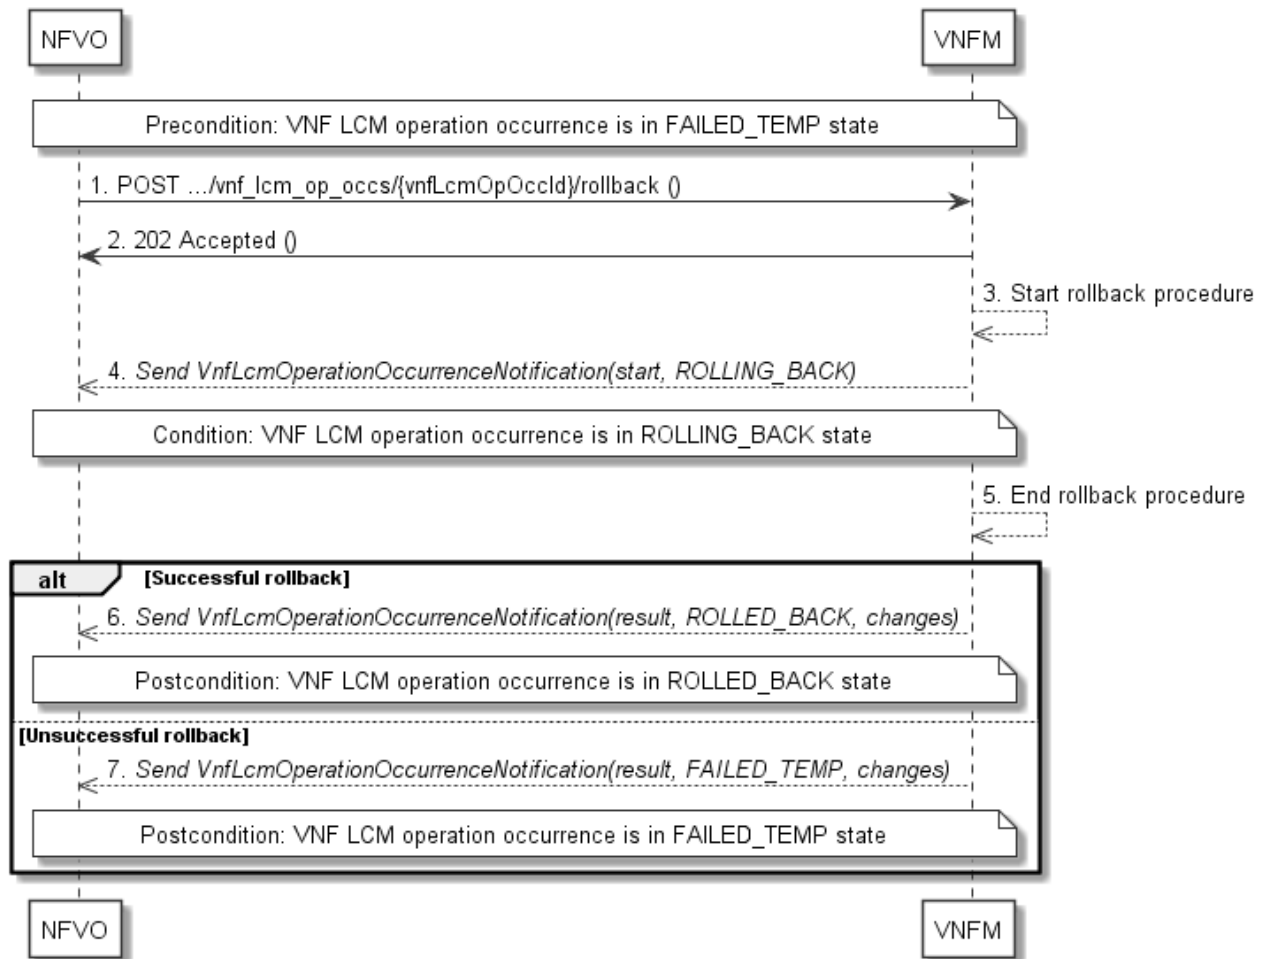 NFVO
VNFM
Precondition: VNF LCM operation occurrence is in FAILED_TEMP state
1. POST .../vnf_lcm_op_occs/{vnfLcmOpOccId}/rollback ()
2. 202 Accepted ()
3. Start rollback procedure
4. Send VnfLcmOperationOccurrenceNotification(start, ROLLING_BACK)
Condition: VNF LCM operation occurrence is in ROLLING_BACK state
5. End rollback procedure
alt
[Successful rollback]
6. Send VnfLcmOperationOccurrenceNotification(result, ROLLED_BACK, changes)
Postcondition: VNF LCM operation occurrence is in ROLLED_BACK state
[Unsuccessful rollback]
7. Send VnfLcmOperationOccurrenceNotification(result, FAILED_TEMP, changes)
Postcondition: VNF LCM operation occurrence is in FAILED_TEMP state
NFVO
VNFM